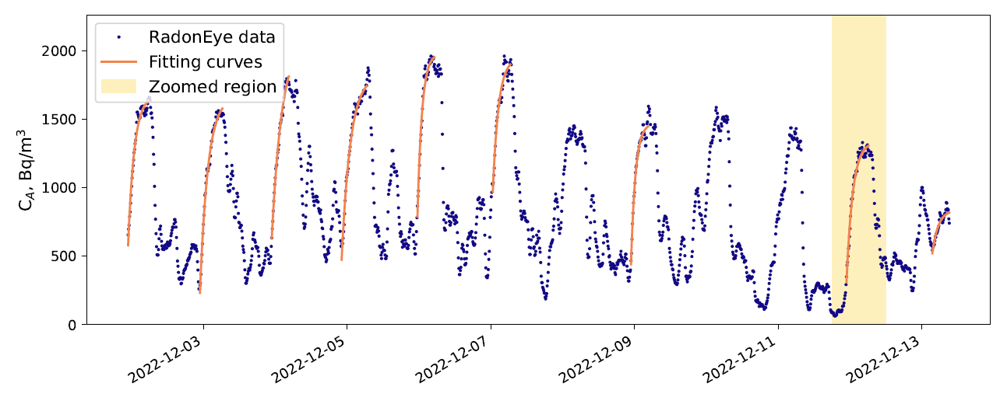 RadonEye data
Fitting curves
Zoomed region
C_A, Bq/m³
2000
1500
1000
500
0
2022-12-03
2022-12-05
2022-12-07
2022-12-09
2022-12-11
2022-12-13